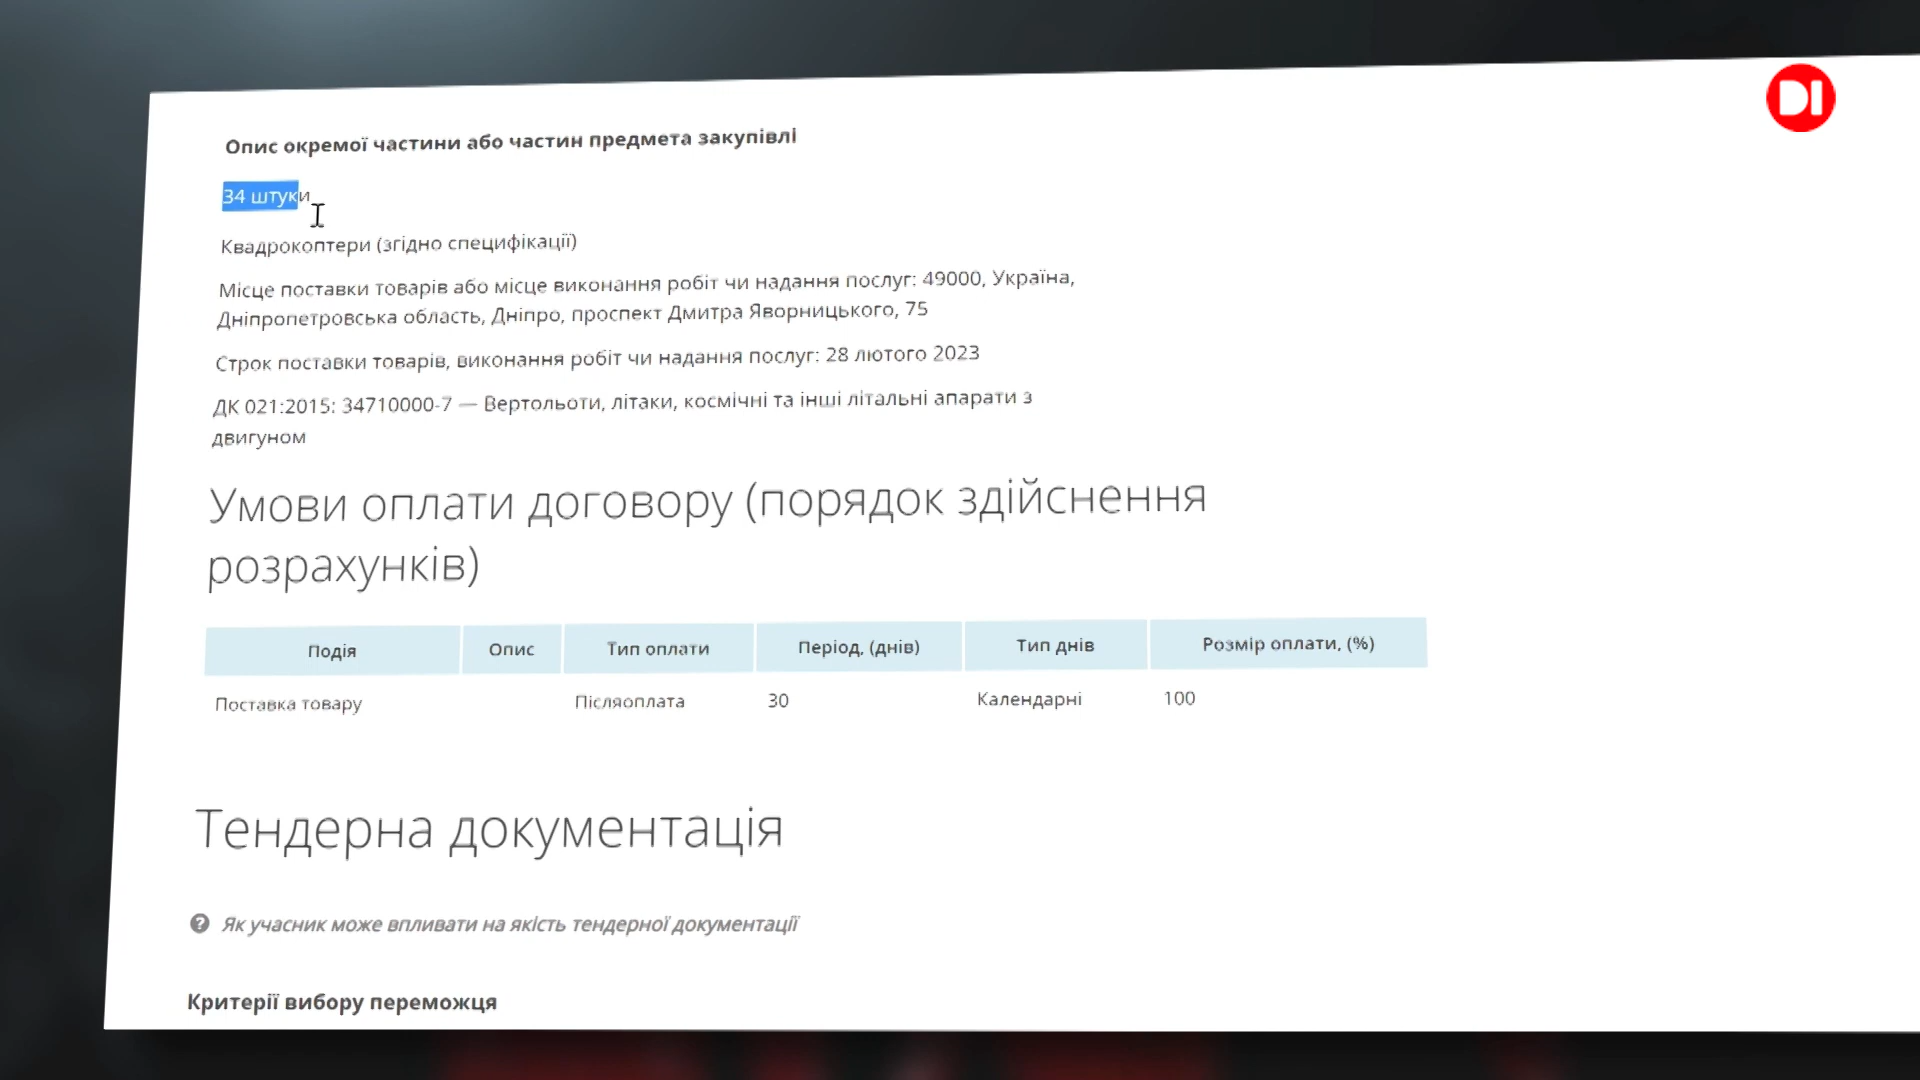 DI
Опис окремої частини або частин предмета закупівлі
34 штуки
Квадрокоптери (згідно специфікації)
Місце поставки товарів або місце виконання робіт чи надання послуг: 49000, Україна,
Дніпропетровська область, Дніпро, проспект Дмитра Яворницького, 75
Строк поставки товарів, виконання робіт чи надання послуг: 28 лютого 2023
ДК 021:2015: 34710000-7 — Вертольоти, літаки, космічні та інші літальні апарати з
двигуном
Умови оплати договору (порядок здійснення
розрахунків)
Подія Опис Тип оплати Період, (днів) Тип днів Розмір оплати, (%)
Поставка товару Післяоплата 30 Календарні 100
Тендерна документація
Як учасник може впливати на якість тендерної документації
Критерії вибору переможця